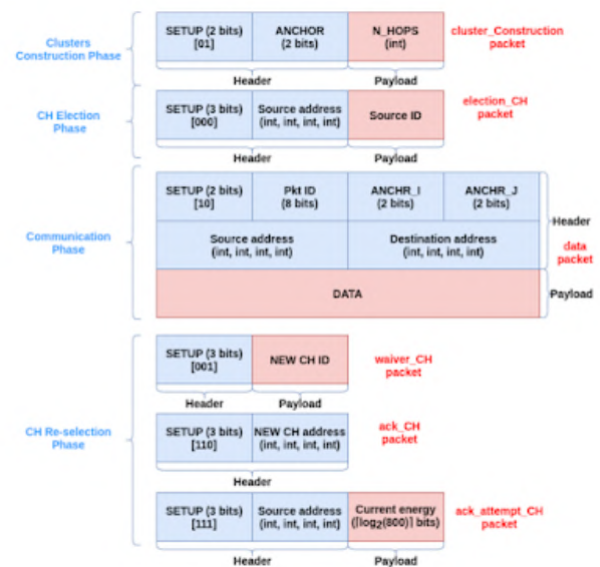 SETUP (2 bits) ANCHOR N_HOPS cluster_Construction
[01] (2 bits) (int) packet
Clusters
Construction Phase
Header Payload
SETUP (3 bits) Source address Source ID election_CH
[000] (int, int, int, int) packet
CH Election
Phase
Header Payload
SETUP (2 bits) Pkt ID ANCHR_I ANCHR_J
[10] (8 bits) (2 bits) (2 bits)
Header
Communication
Phase
Source address Destination address
(int, int, int, int) (int, int, int, int)
data
packet
DATA Payload
SETUP (3 bits) NEW CH ID waiver_CH
[001] packet
Header Payload
CH Re-selection
Phase
SETUP (3 bits) NEW CH address ack_CH
[110] (int, int, int, int) packet
Header
SETUP (3 bits) Source address Current energy ack_attempt_CH
[111] (int, int, int, int) (⌈log2(800)⌉ bits) packet
Header Payload